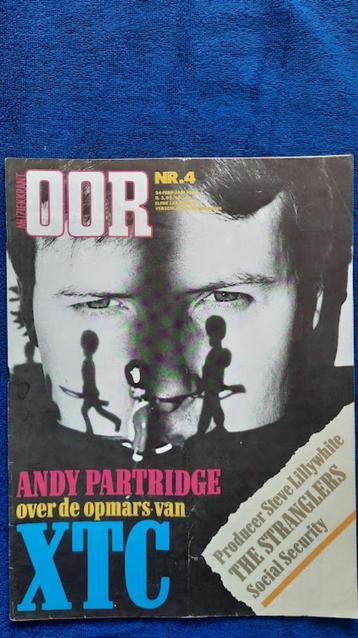 MUZIEKKRANT
OOR
NR. 4
ANDY PARTRIDGE
over de opmars van
XTC
Producer Steve Lillywhite
THE STRANGLERS
Social Security